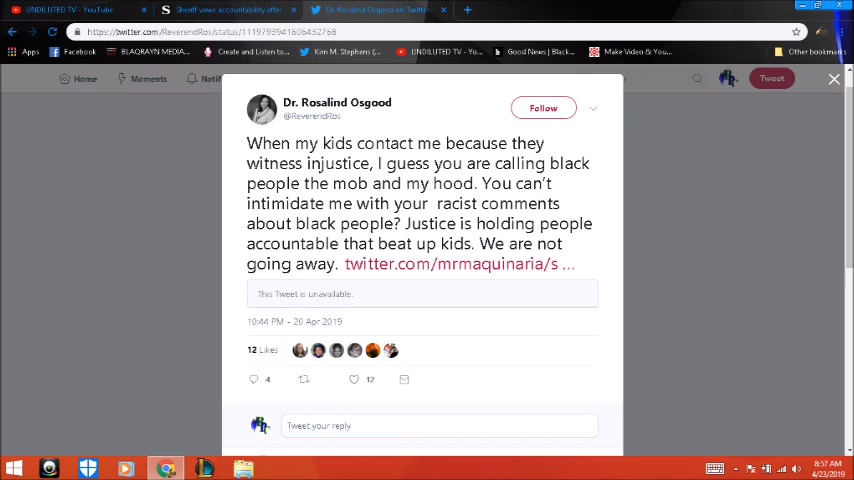 UNDILUTED TV - YouTube
Sheriff vows accountability after
Dr. Rosalind Osgood on Twitter
https://twitter.com/ReverendRos/status/1119793941606432768
Apps
Facebook
BLAQRAYN MEDIA...
Create and Listen to...
Kim M. Stephens (...
UNDILUTED TV - Yo...
Good News | Black...
Make Video & You...
Other bookmarks
Home
Moments
Notifi
Tweet
Dr. Rosalind Osgood
@ReverendRos
Follow
When my kids contact me because they
witness injustice, I guess you are calling black
people the mob and my hood. You can't
intimidate me with your racist comments
about black people? Justice is holding people
accountable that beat up kids. We are not
going away. twitter.com/mrmaquinaria/s ...
This Tweet is unavailable.
10:44 PM - 20 Apr 2019
12 Likes
4
12
Tweet your reply
8:57 AM
4/23/2019